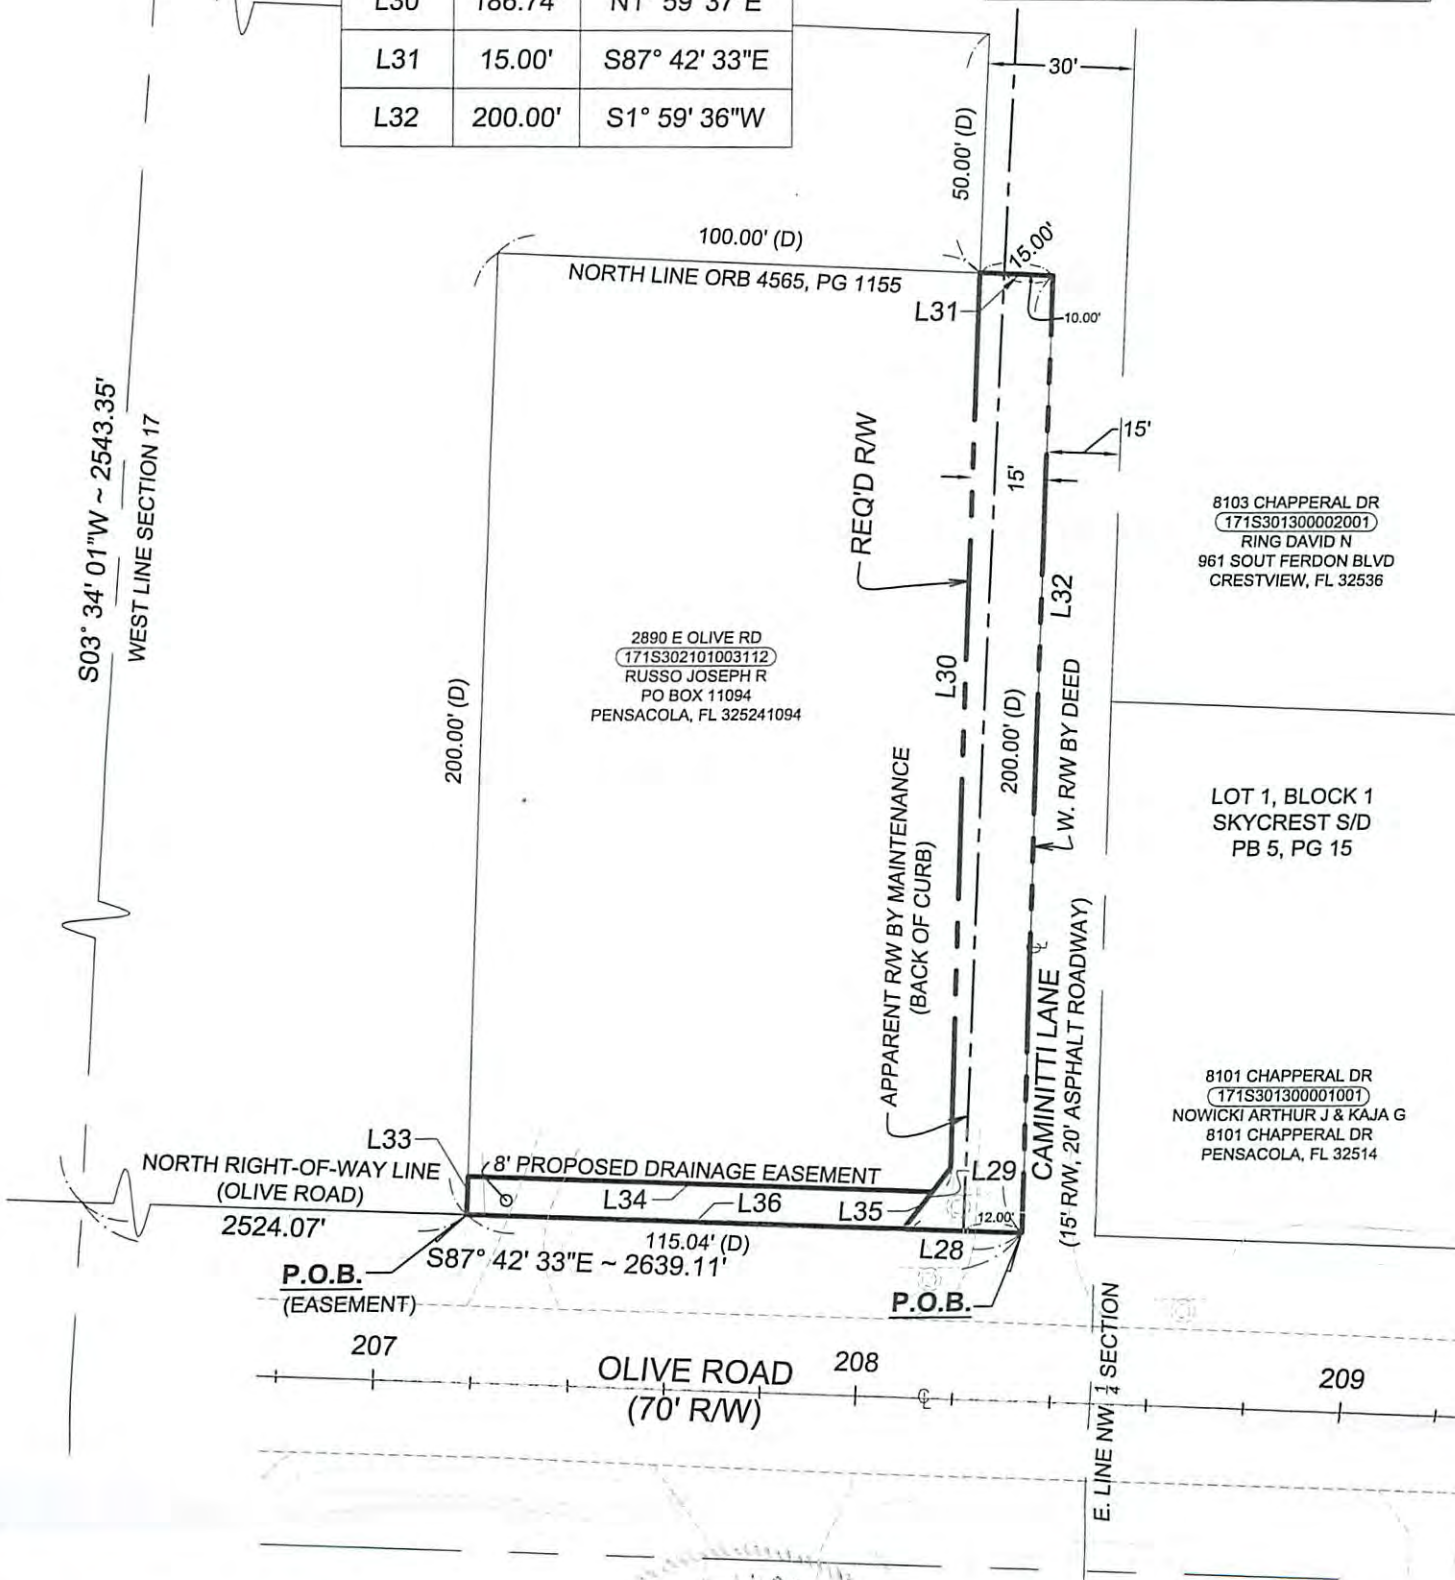 L30 186.74' N1° 59' 37"E
L31 15.00' S87° 42' 33"E
L32 200.00' S1° 59' 36"W
30'
50.00' (D)
100.00' (D)
NORTH LINE ORB 4565, PG 1155
15.00'
L31
10.00'
S03° 34' 01"W ~ 2543.35'
WEST LINE SECTION 17
REQ'D R/W
15'
15'
8103 CHAPPERAL DR
171S301300002001
RING DAVID N
961 SOUT FERDON BLVD
CRESTVIEW, FL 32536
L32
2890 E OLIVE RD
171S302101003112
RUSSO JOSEPH R
PO BOX 11094
PENSACOLA, FL 325241094
L30
200.00' (D)
200.00' (D)
W. R/W BY DEED
LOT 1, BLOCK 1
SKYCREST S/D
PB 5, PG 15
APPARENT R/W BY MAINTENANCE
(BACK OF CURB)
CAMINITTI LANE
(15' R/W, 20' ASPHALT ROADWAY)
8101 CHAPPERAL DR
171S301300001001
NOWICKI ARTHUR J & KAJA G
8101 CHAPPERAL DR
PENSACOLA, FL 32514
L33
NORTH RIGHT-OF-WAY LINE
(OLIVE ROAD)
2524.07'
8' PROPOSED DRAINAGE EASEMENT
L34
L36
L35
L29
12.00'
115.04' (D)
L28
S87° 42' 33"E ~ 2639.11'
P.O.B.
(EASEMENT)
P.O.B.
207
208
209
OLIVE ROAD
(70' R/W)
E. LINE NW 1/4 SECTION